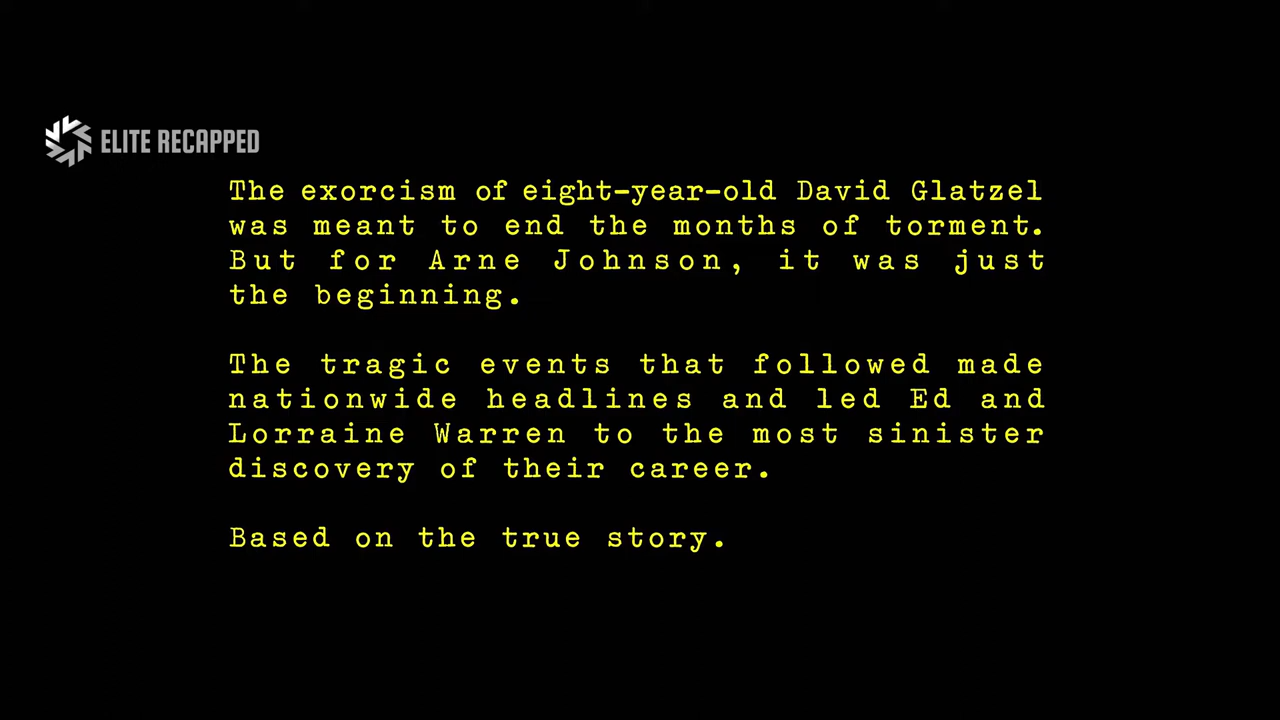 ELITE RECAPPED
The exorcism of eight-year-old David Glatzel
was meant to end the months of torment.
But for Arne Johnson, it was just
the beginning.
The tragic events that followed made
nationwide headlines and led Ed and
Lorraine Warren to the most sinister
discovery of their career.
Based on the true story.